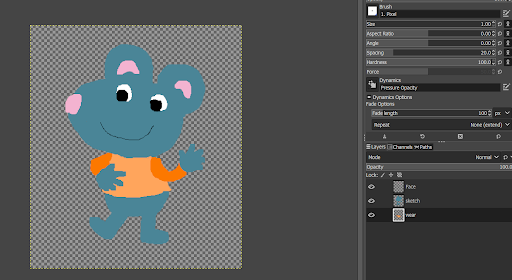 Brush
1. Pixel
Size 1.00
Aspect Ratio 0.00
Angle 0.00
Spacing 20.0
Hardness 100.0
Force
Dynamics
Pressure Opacity
Dynamics Options
Fade Options
Fade length 100 px
Repeat None (extend)
Layers Channels Paths
Mode Normal
Opacity 100.0
Lock:
Face
sketch
wear